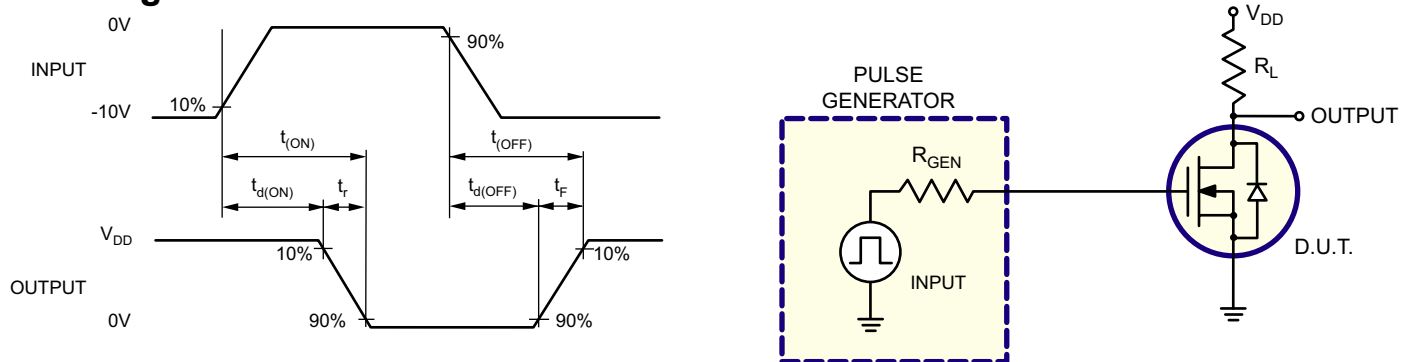 0V
INPUT
-10V
10%
90%
t(ON)
t(OFF)
td(ON)
tr
td(OFF)
tF
VDD
10%
10%
OUTPUT
0V
90%
90%
PULSE
GENERATOR
RGEN
INPUT
VDD
RL
OUTPUT
D.U.T.